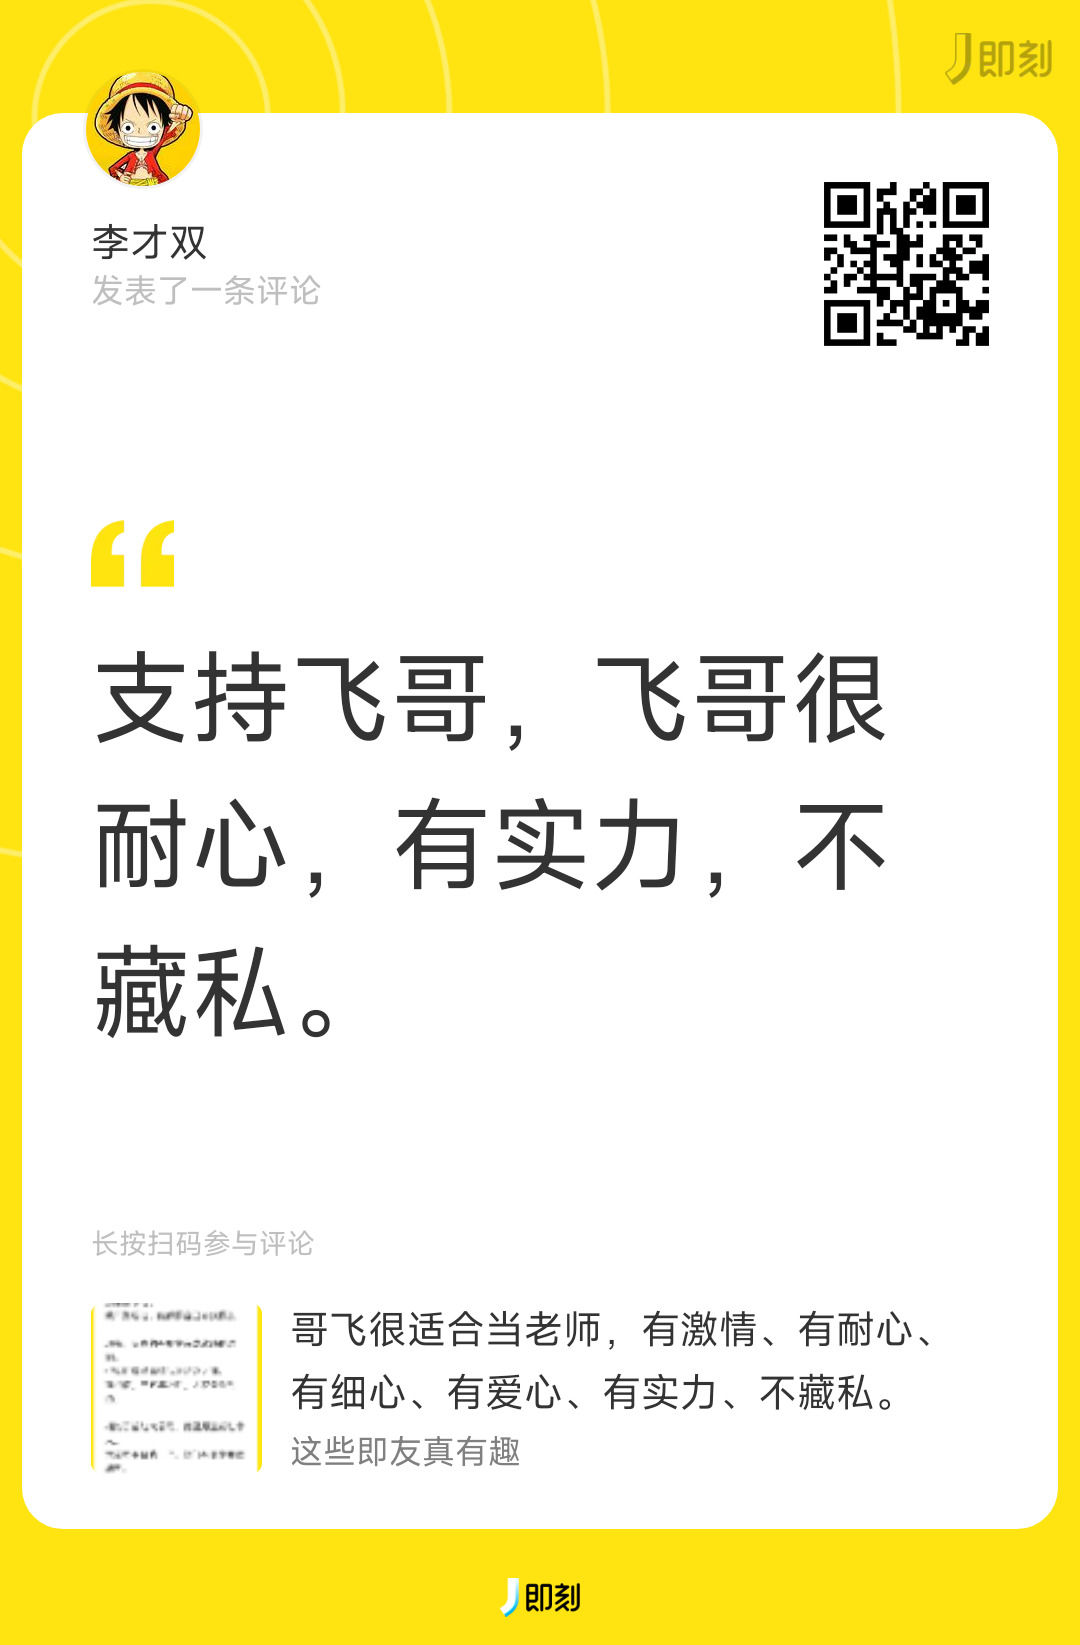 即刻
李才双
发表了一条评论
支持飞哥，飞哥很
耐心，有实力，不
藏私。
长按扫码参与评论
哥飞很适合当老师，有激情、有耐心、
有细心、有爱心、有实力、不藏私。
这些即友真有趣
即刻